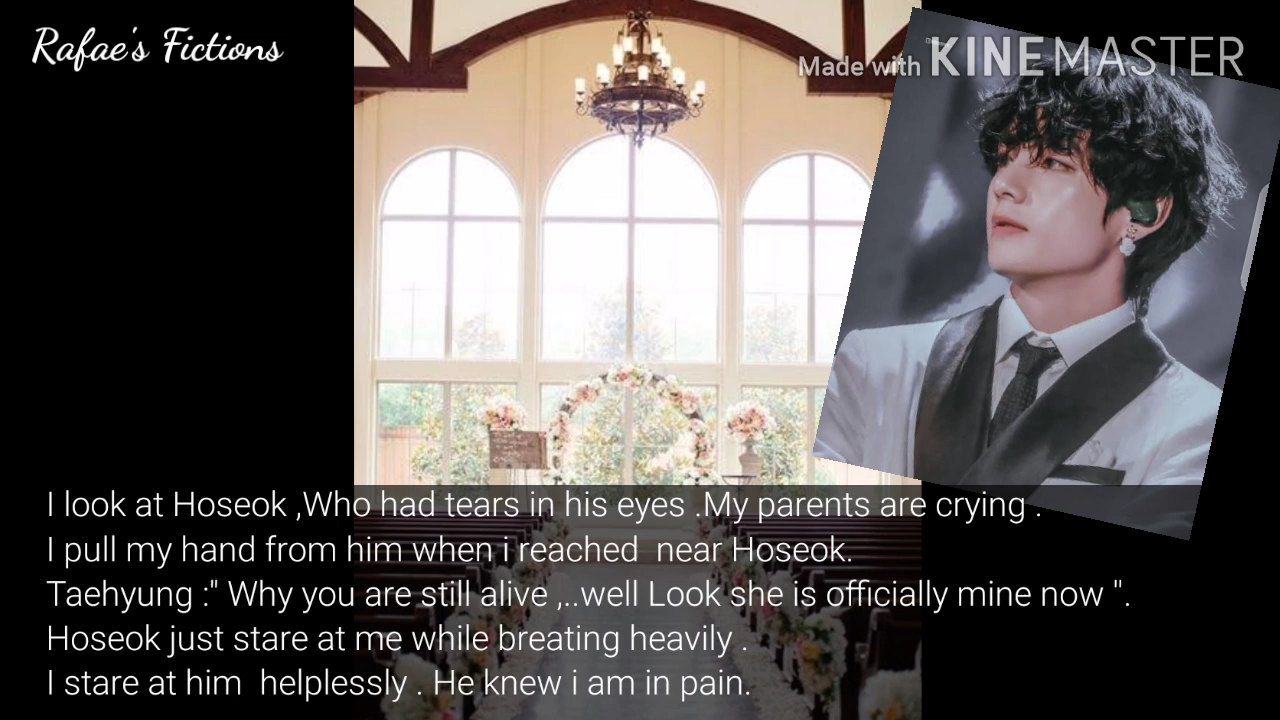 Rafae's Fictions
Made with KINEMASTER
I look at Hoseok ,Who had tears in his eyes .My parents are crying .
I pull my hand from him when i reached  near Hoseok.
Taehyung :" Why you are still alive ,..well Look she is officially mine now ".
Hoseok just stare at me while breating heavily .
I stare at him  helplessly . He knew i am in pain.